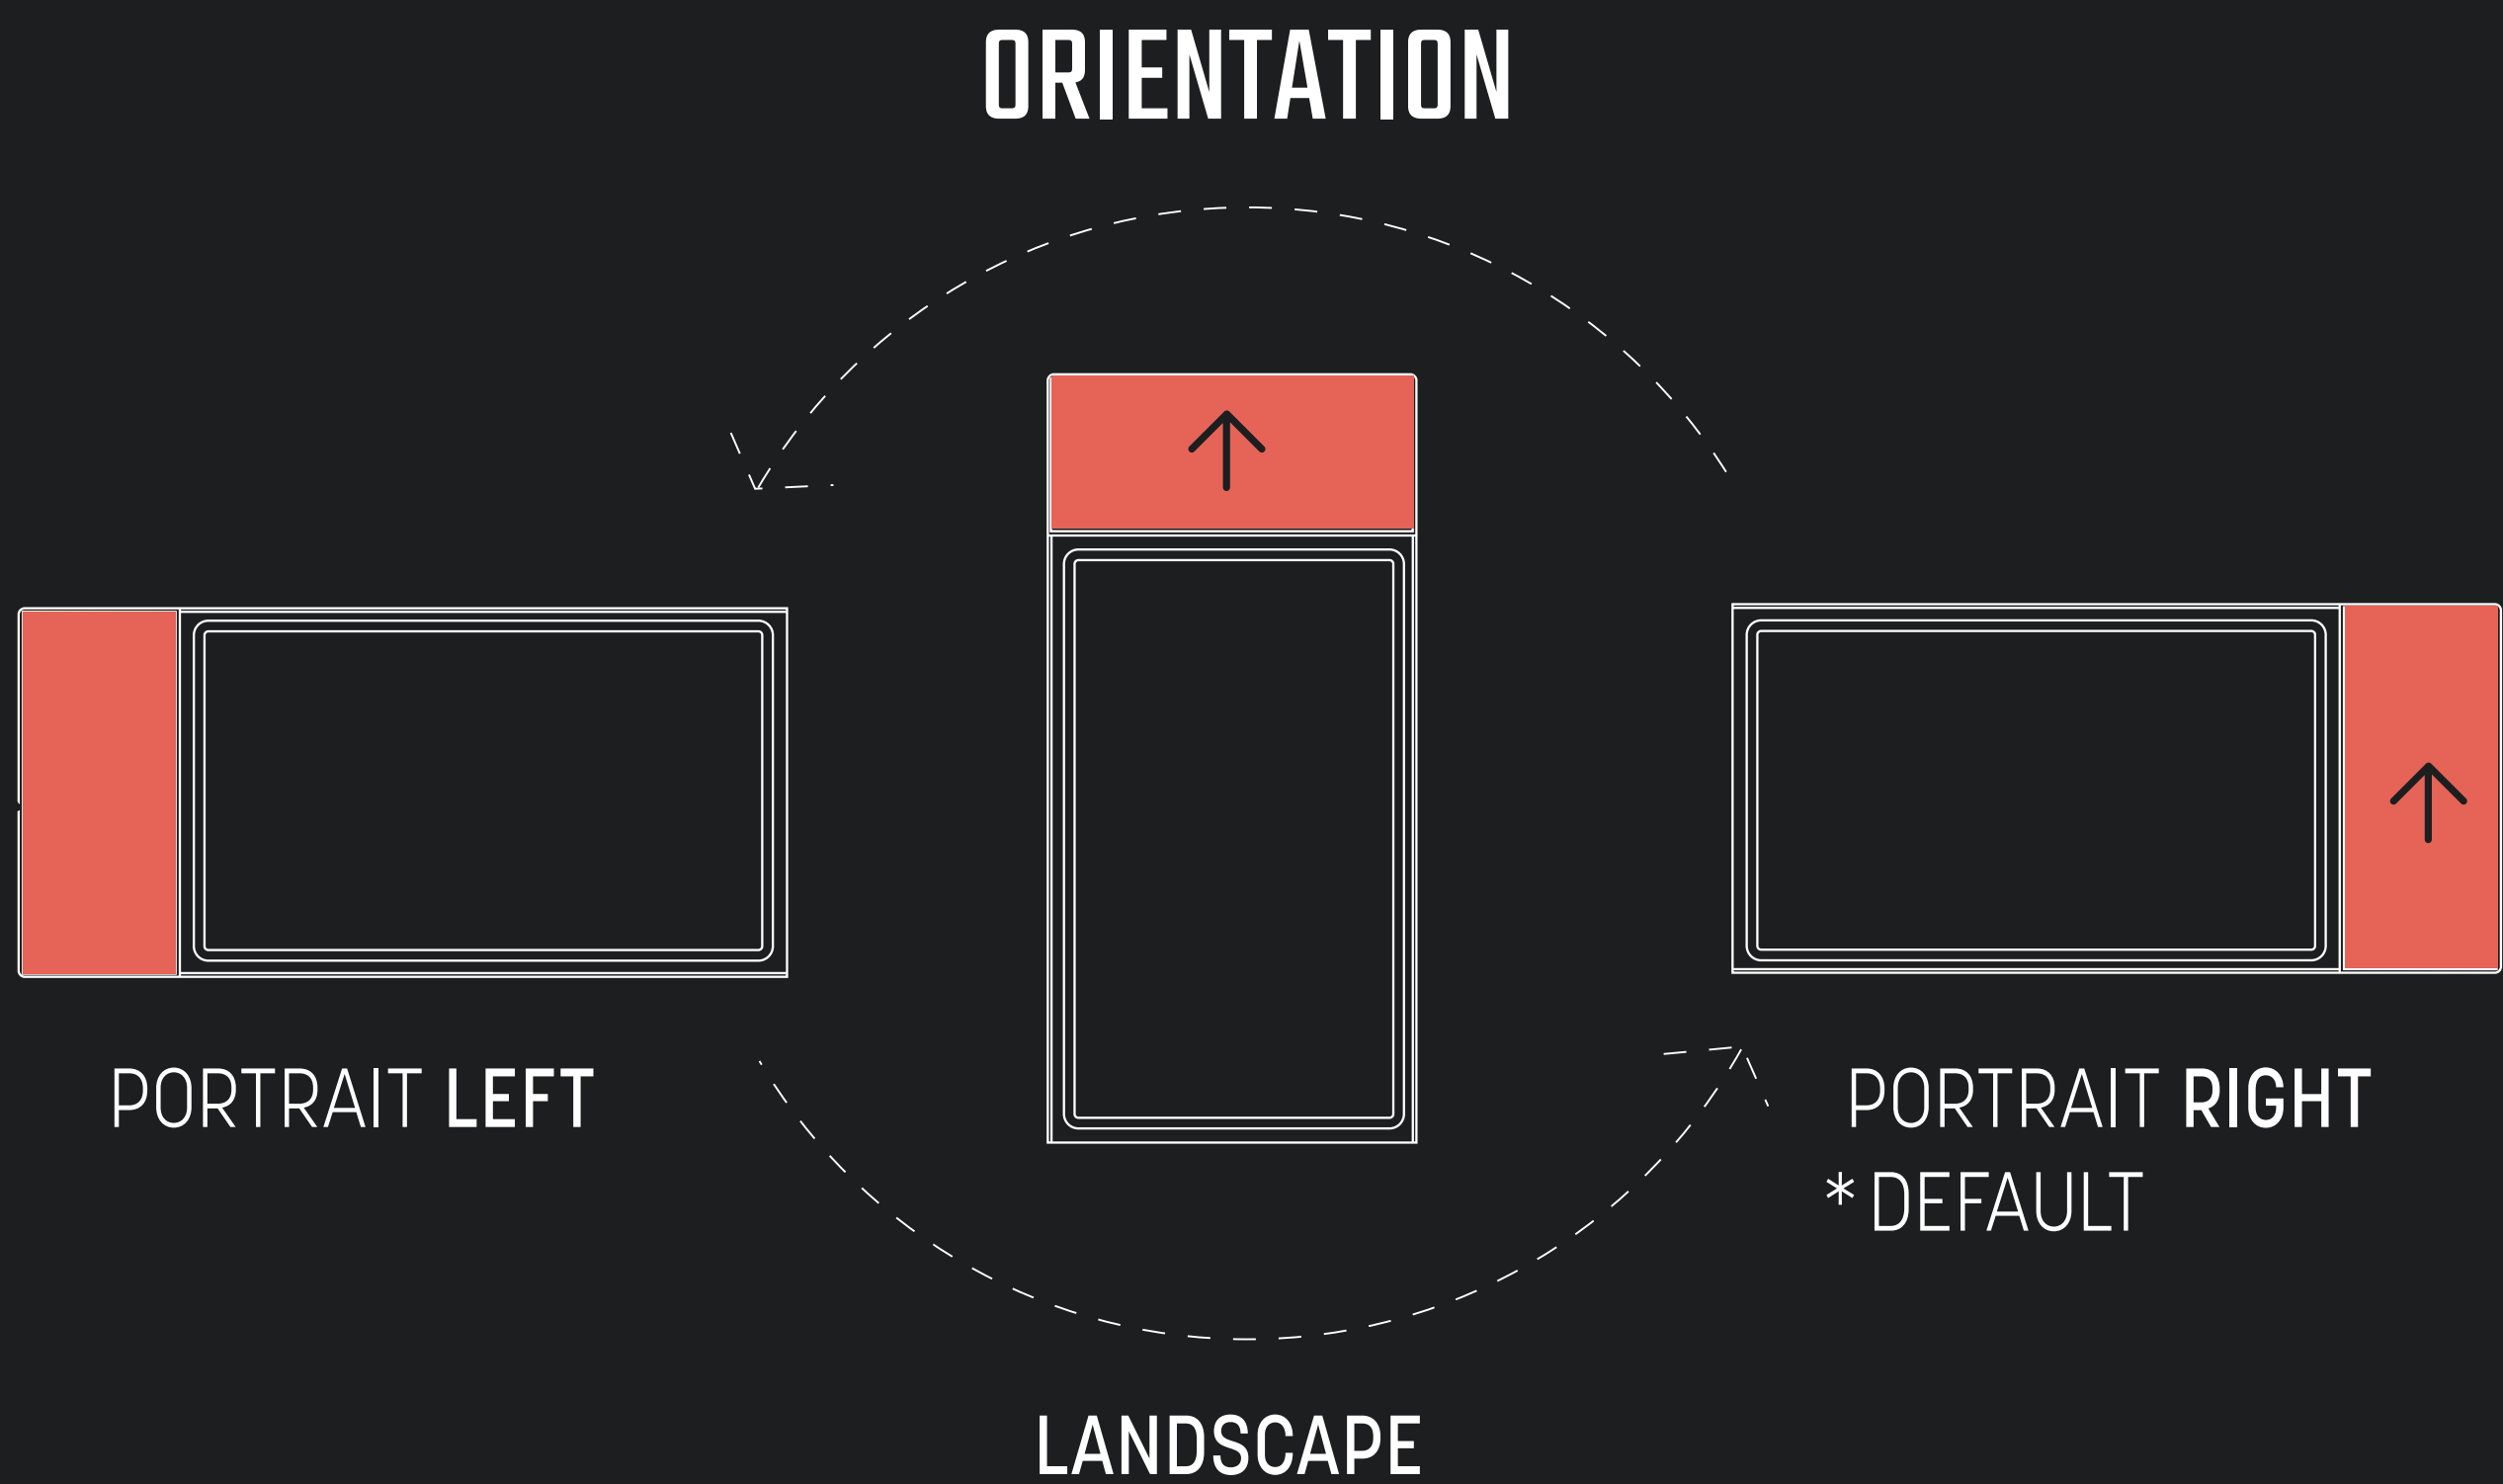 ORIENTATION
PORTRAIT LEFT
PORTRAIT RIGHT
* DEFAULT
LANDSCAPE